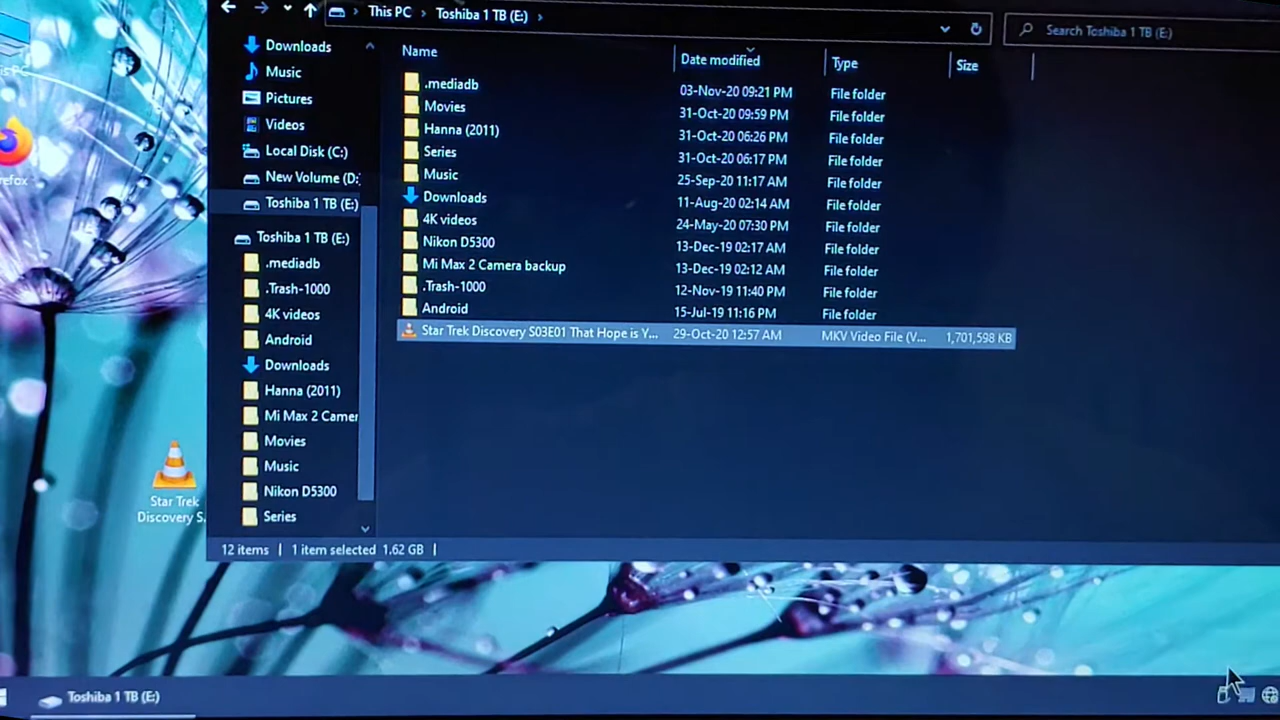 This PC
Toshiba 1 TB (E:)
Search Toshiba 1 TB (E:)
Downloads
Music
Pictures
Videos
Local Disk (C:)
New Volume (D:
Toshiba 1 TB (E:)
Toshiba 1 TB (E:)
.mediadb
.Trash-1000
4K videos
Android
Downloads
Hanna (2011)
Mi Max 2 Camer
Movies
Music
Nikon D5300
Series
Name Date modified Type Size
.mediadb 03-Nov-20 09:21 PM File folder
Movies 31-Oct-20 09:59 PM File folder
Hanna (2011) 31-Oct-20 06:26 PM File folder
Series 31-Oct-20 06:17 PM File folder
Music 25-Sep-20 11:17 AM File folder
Downloads 11-Aug-20 02:14 AM File folder
4K videos 24-May-20 07:30 PM File folder
Nikon D5300 13-Dec-19 02:17 AM File folder
Mi Max 2 Camera backup 13-Dec-19 02:12 AM File folder
.Trash-1000 12-Nov-19 11:40 PM File folder
Android 15-Jul-19 11:16 PM File folder
Star Trek Discovery S03E01 That Hope is Y... 29-Oct-20 12:57 AM MKV Video File (V... 1,701,598 KB
12 items 1 item selected 1.62 GB
Star Trek
Discovery S.
Toshiba 1 TB (E:)